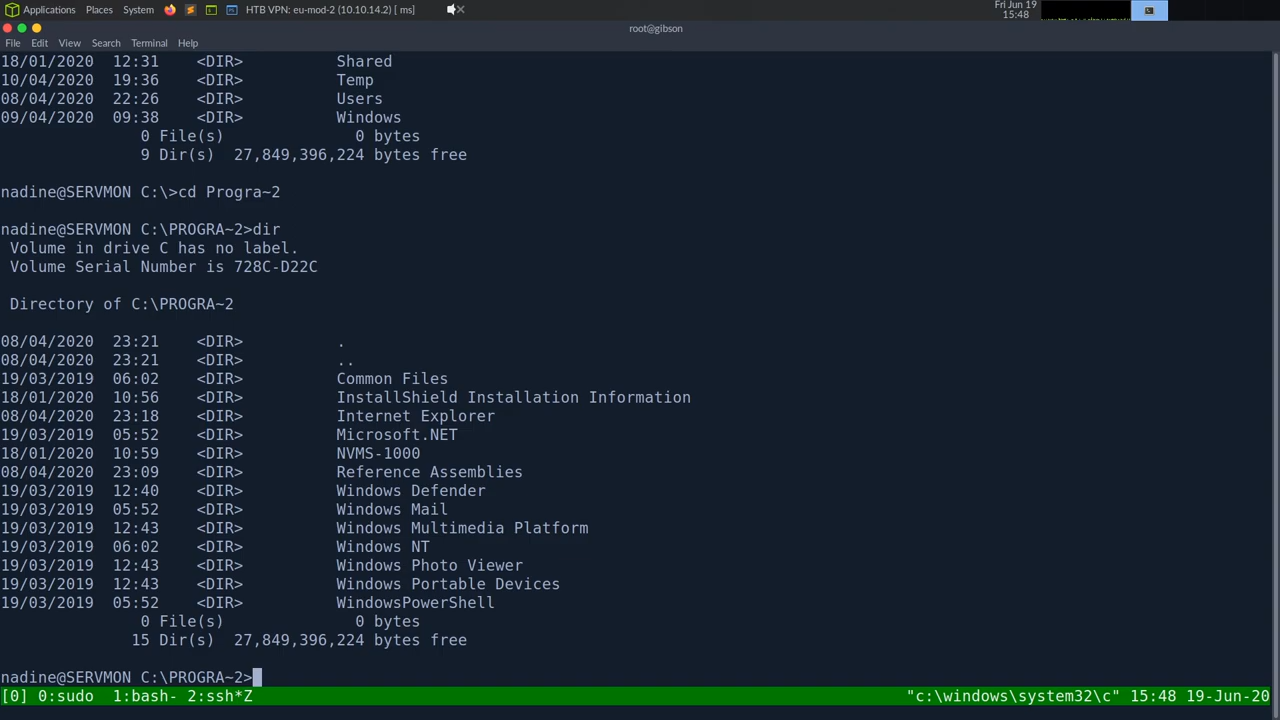 Applications Places System HTB VPN: eu-mod-2 (10.10.14.2) [ ms] Fri Jun 19
15:48
root@gibson
File Edit View Search Terminal Help
18/01/2020 12:31 <DIR> Shared
10/04/2020 19:36 <DIR> Temp
08/04/2020 22:26 <DIR> Users
09/04/2020 09:38 <DIR> Windows
0 File(s) 0 bytes
9 Dir(s) 27,849,396,224 bytes free
nadine@SERVMON C:\>cd Progra~2
nadine@SERVMON C:\PROGRA~2>dir
Volume in drive C has no label.
Volume Serial Number is 728C-D22C
Directory of C:\PROGRA~2
08/04/2020 23:21 <DIR> .
08/04/2020 23:21 <DIR> ..
19/03/2019 06:02 <DIR> Common Files
18/01/2020 10:56 <DIR> InstallShield Installation Information
08/04/2020 23:18 <DIR> Internet Explorer
19/03/2019 05:52 <DIR> Microsoft.NET
18/01/2020 10:59 <DIR> NVMS-1000
08/04/2020 23:09 <DIR> Reference Assemblies
19/03/2019 12:40 <DIR> Windows Defender
19/03/2019 05:52 <DIR> Windows Mail
19/03/2019 12:43 <DIR> Windows Multimedia Platform
19/03/2019 06:02 <DIR> Windows NT
19/03/2019 12:43 <DIR> Windows Photo Viewer
19/03/2019 12:43 <DIR> Windows Portable Devices
19/03/2019 05:52 <DIR> WindowsPowerShell
0 File(s) 0 bytes
15 Dir(s) 27,849,396,224 bytes free
nadine@SERVMON C:\PROGRA~2>
[0] 0:sudo 1:bash- 2:ssh*Z "c:\windows\system32\c" 15:48 19-Jun-20